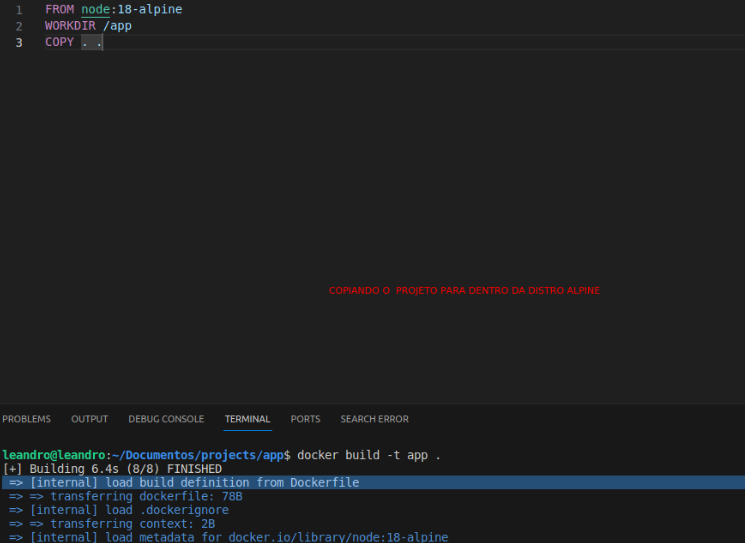 1 FROM node:18-alpine
2 WORKDIR /app
3 COPY . .
COPIANDO O PROJETO PARA DENTRO DA DISTRO ALPINE
PROBLEMS OUTPUT DEBUG CONSOLE TERMINAL PORTS SEARCH ERROR
leandro@leandro:~/Documentos/projects/app$ docker build -t app .
[+] Building 6.4s (8/8) FINISHED
=> [internal] load build definition from Dockerfile
=> => transferring dockerfile: 78B
=> [internal] load .dockerignore
=> => transferring context: 2B
=> [internal] load metadata for docker.io/library/node:18-alpine